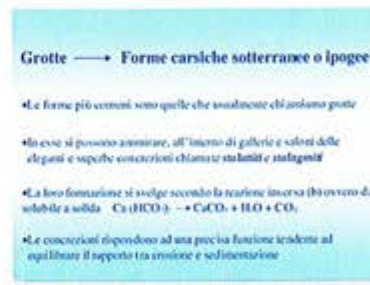 Grotte → Forme carsiche sotterranee o ipogee
•Le forme più comuni sono quelle che usualmente chiamiamo grotte
•In esse si possono ammirare, all'interno di gallerie e saloni delle
eleganti e superbe concrezioni chiamate stalattiti e stalagmiti
•La loro formazione si svolge secondo la reazione inversa (b) ovvero da
solubile a solida Ca (HCO₃)₂ → CaCO₃ + H₂O + CO₂
•Le concrezioni rispondono ad una precisa funzione tendente ad
equilibrare il rapporto tra erosione e sedimentazione